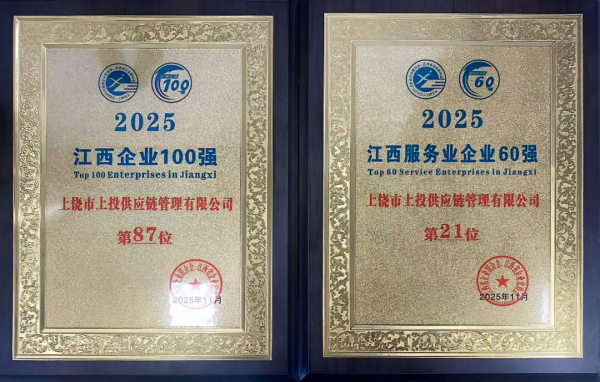 100
2025
江西企业100强
Top 100 Enterprises in Jiangxi
上饶市上投供应链管理有限公司
第87位
2025年11月
60
2025
江西服务业企业60强
Top 60 Service Enterprises in Jiangxi
上饶市上投供应链管理有限公司
第21位
2025年11月